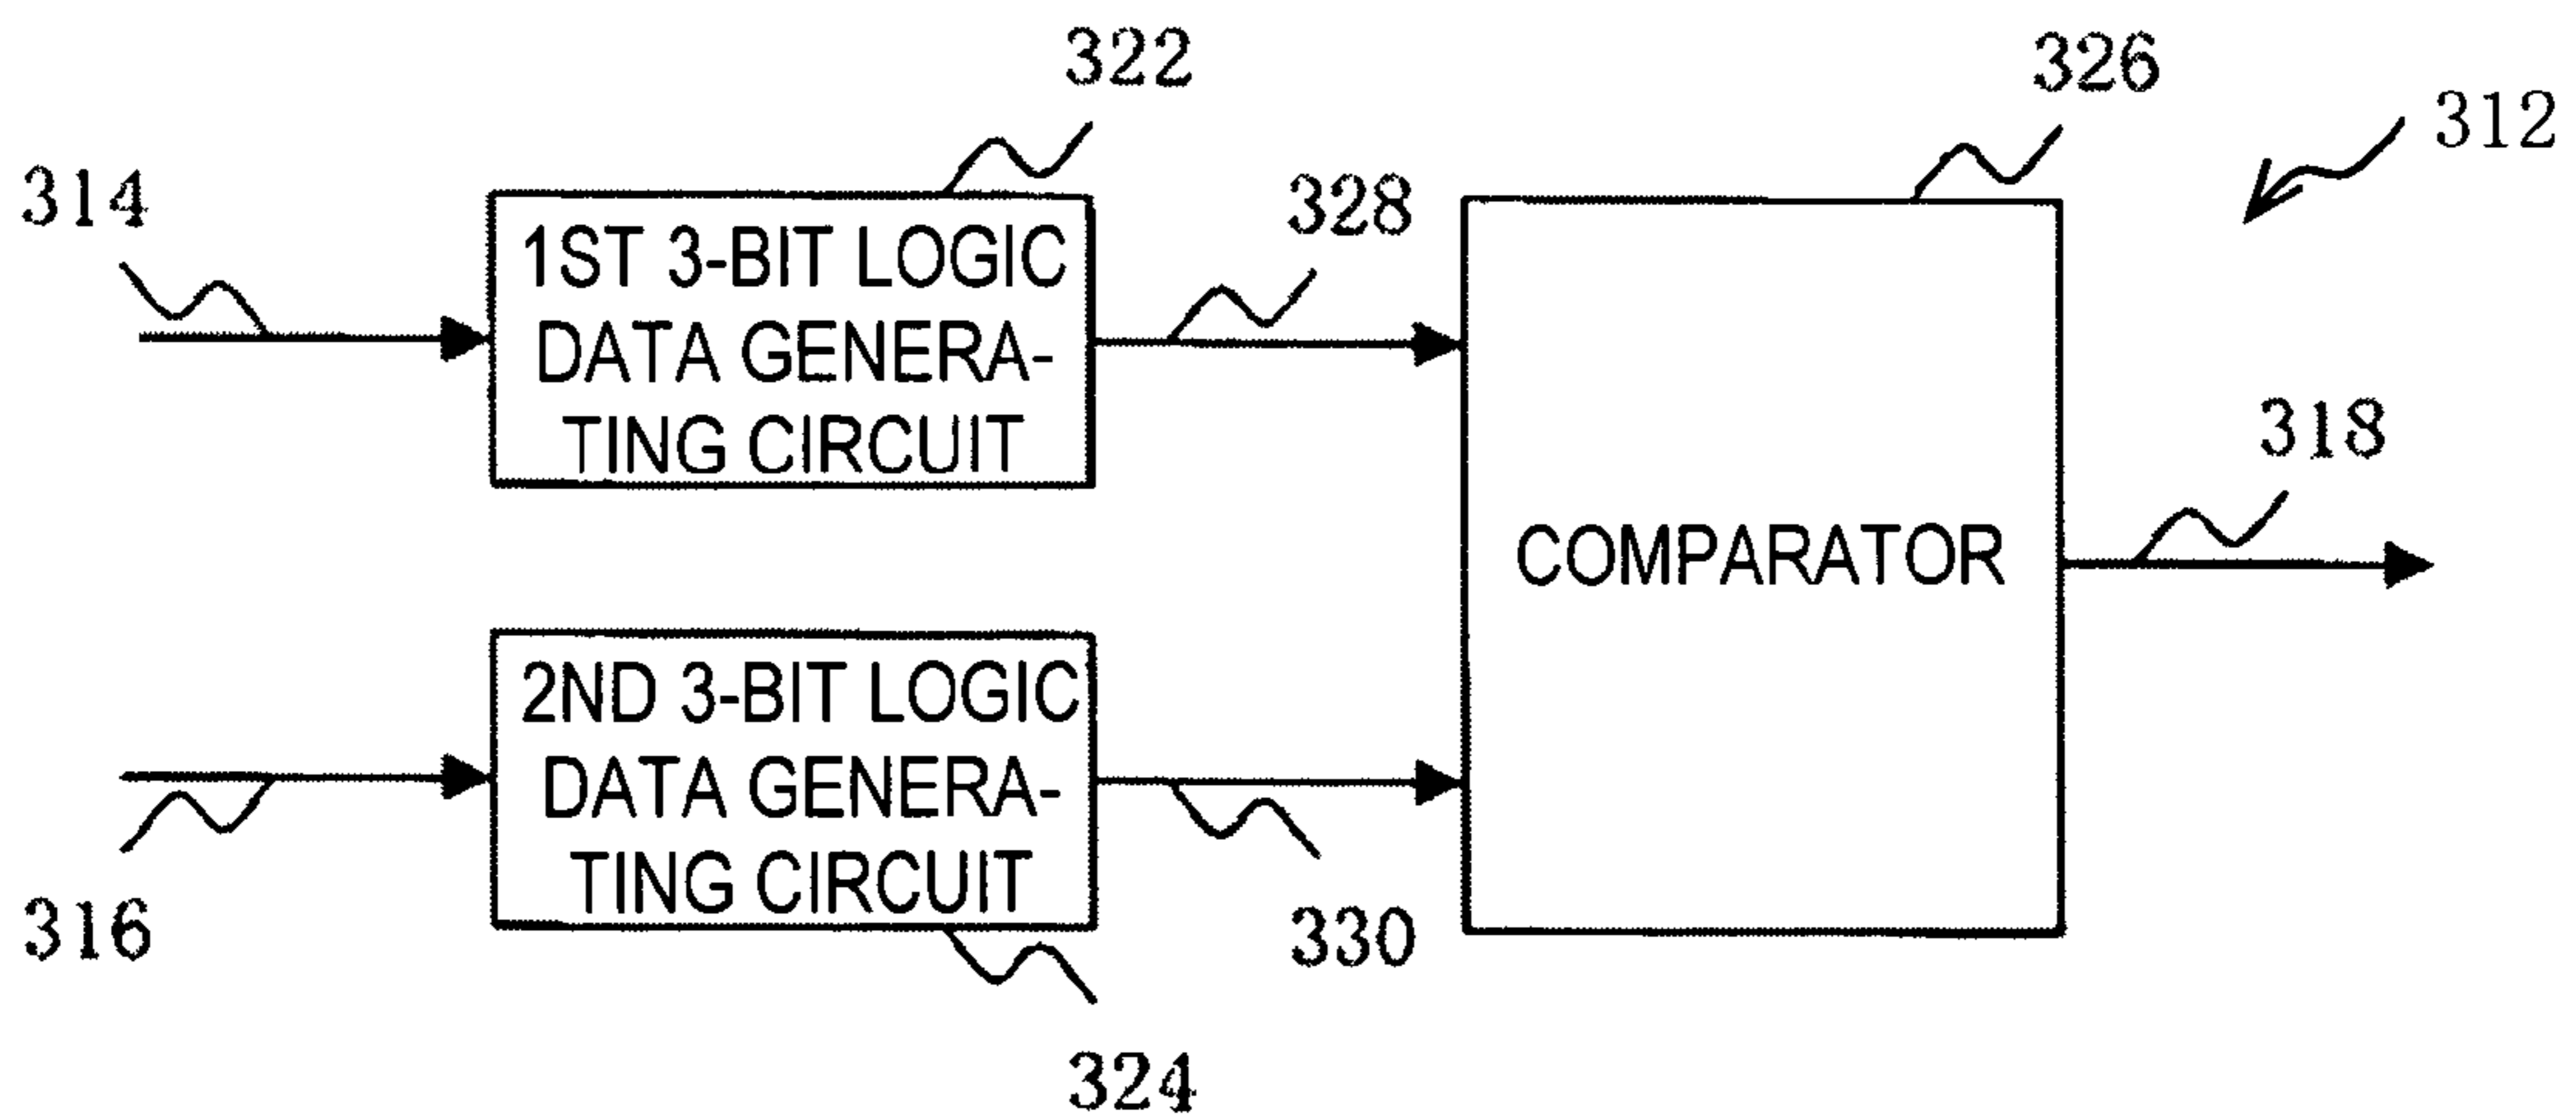 322
326
312
314
1ST 3-BIT LOGIC
DATA GENERA-
TING CIRCUIT
328
318
COMPARATOR
2ND 3-BIT LOGIC
DATA GENERA-
TING CIRCUIT
316
330
324